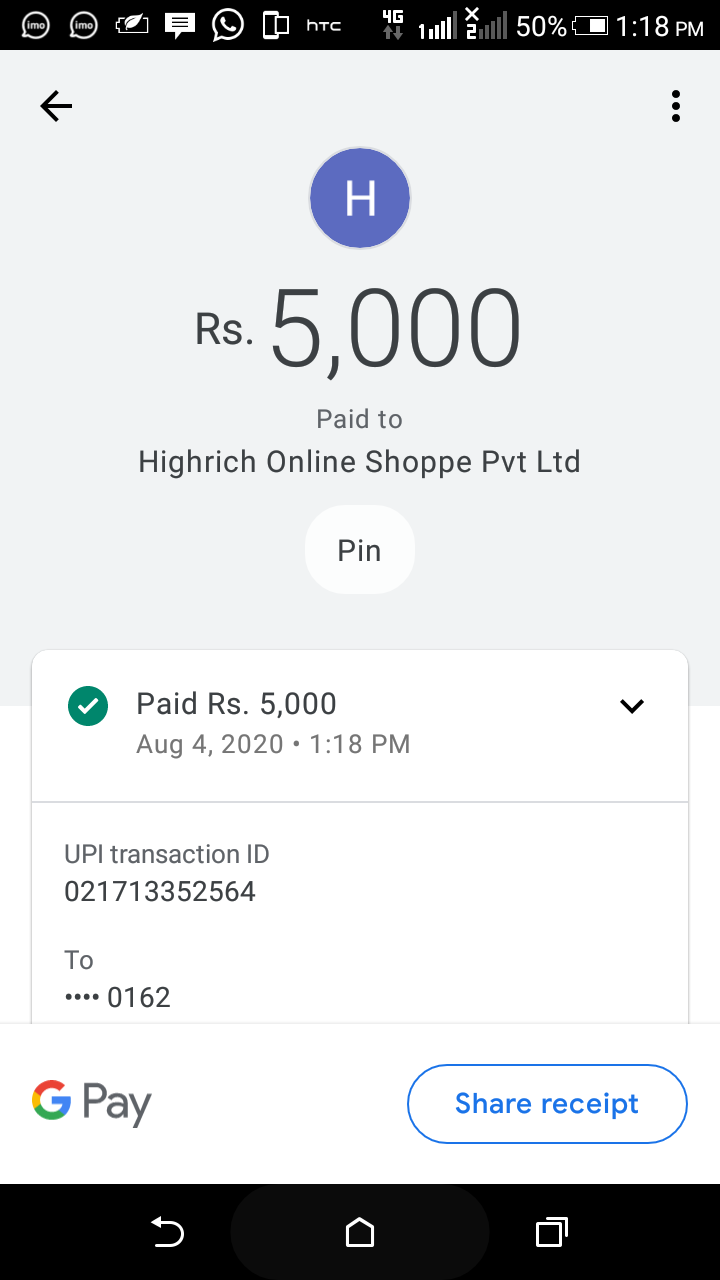 imo imo hTC 4G 1 2 50% 1:18 PM
H
Rs. 5,000
Paid to
Highrich Online Shoppe Pvt Ltd
Pin
Paid Rs. 5,000
Aug 4, 2020 • 1:18 PM
UPI transaction ID
021713352564
To
•••• 0162
G Pay
Share receipt